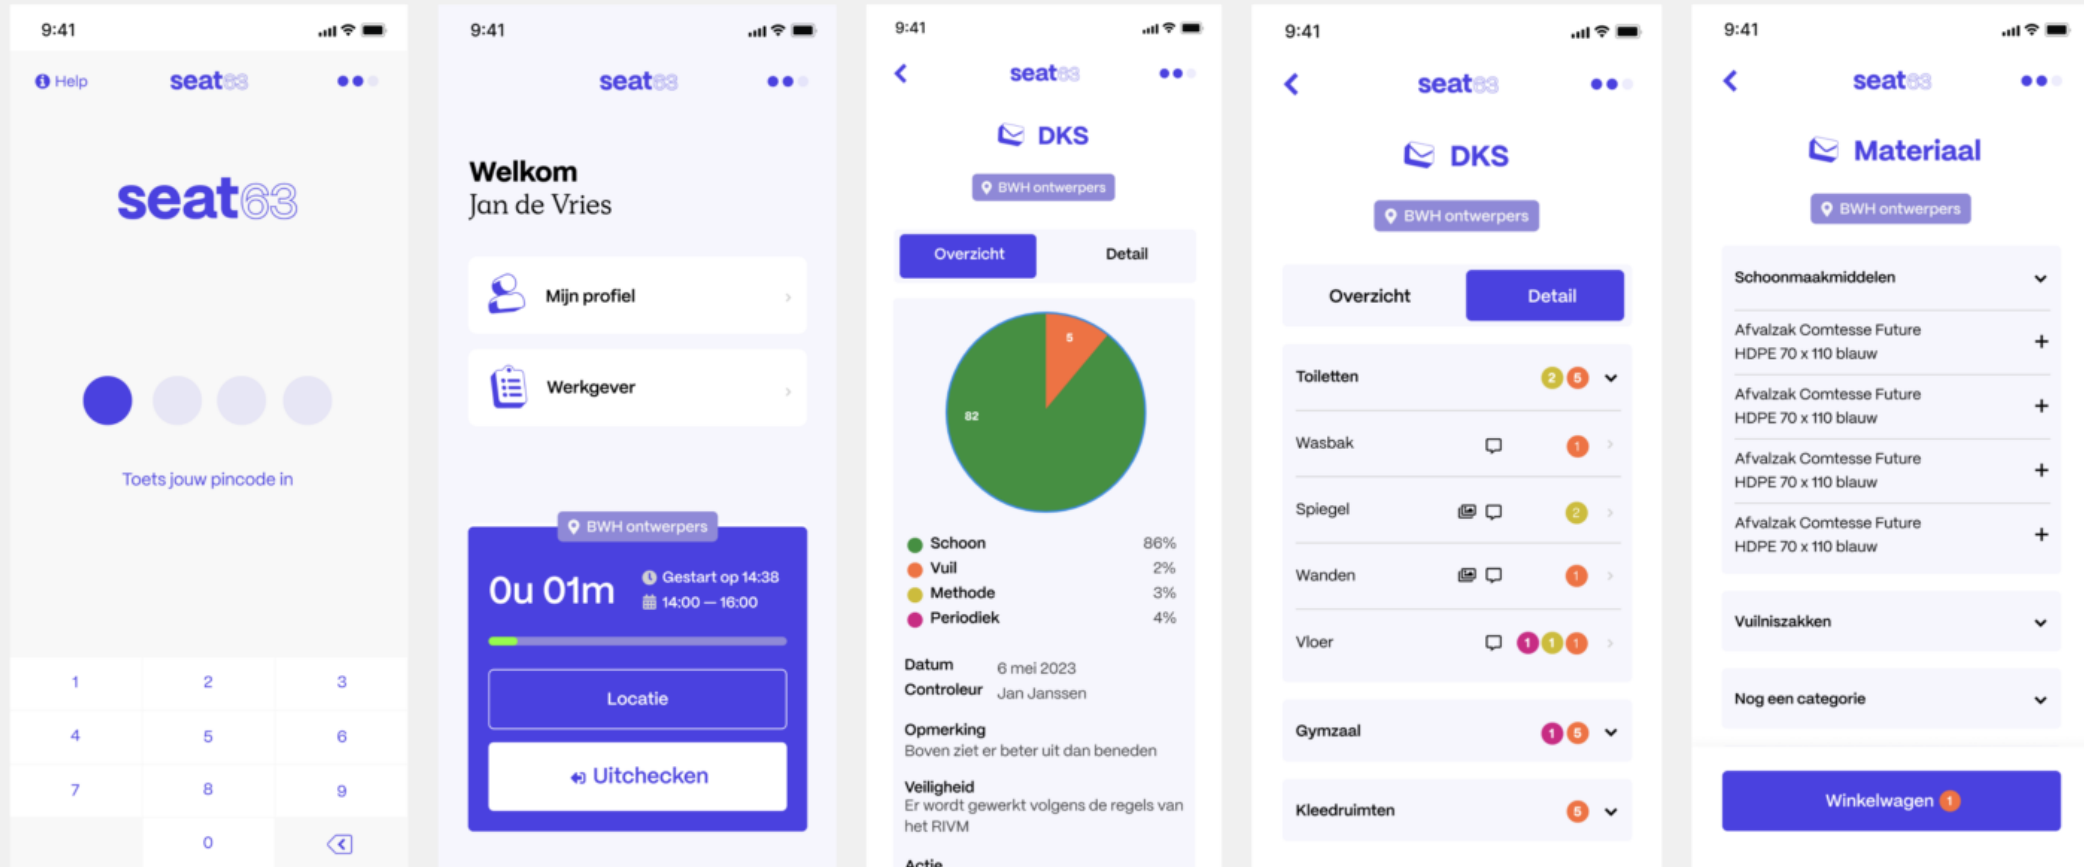 9:41
Help
seat63
seat63
Toets jouw pincode in
1 2 3
4 5 6
7 8 9
0
9:41
seat63
Welkom
Jan de Vries
Mijn profiel
Werkgever
BWH ontwerpers
0u 01m
Gestart op 14:38
14:00 — 16:00
Locatie
Uitchecken
9:41
seat63
DKS
BWH ontwerpers
Overzicht Detail
5
82
Schoon 86%
Vuil 2%
Methode 3%
Periodiek 4%
Datum 6 mei 2023
Controleur Jan Janssen
Opmerking
Boven ziet er beter uit dan beneden
Veiligheid
Er wordt gewerkt volgens de regels van
het RIVM
Actie
9:41
seat63
DKS
BWH ontwerpers
Overzicht Detail
Toiletten 2 5
Wasbak 1
Spiegel 2
Wanden 1
Vloer 1 1 1
Gymzaal 1 5
Kleedruimten 5
9:41
seat63
Materiaal
BWH ontwerpers
Schoonmaakmiddelen
Afvalzak Comtesse Future
HDPE 70 x 110 blauw
Afvalzak Comtesse Future
HDPE 70 x 110 blauw
Afvalzak Comtesse Future
HDPE 70 x 110 blauw
Afvalzak Comtesse Future
HDPE 70 x 110 blauw
Vuilniszakken
Nog een categorie
Winkelwagen 1